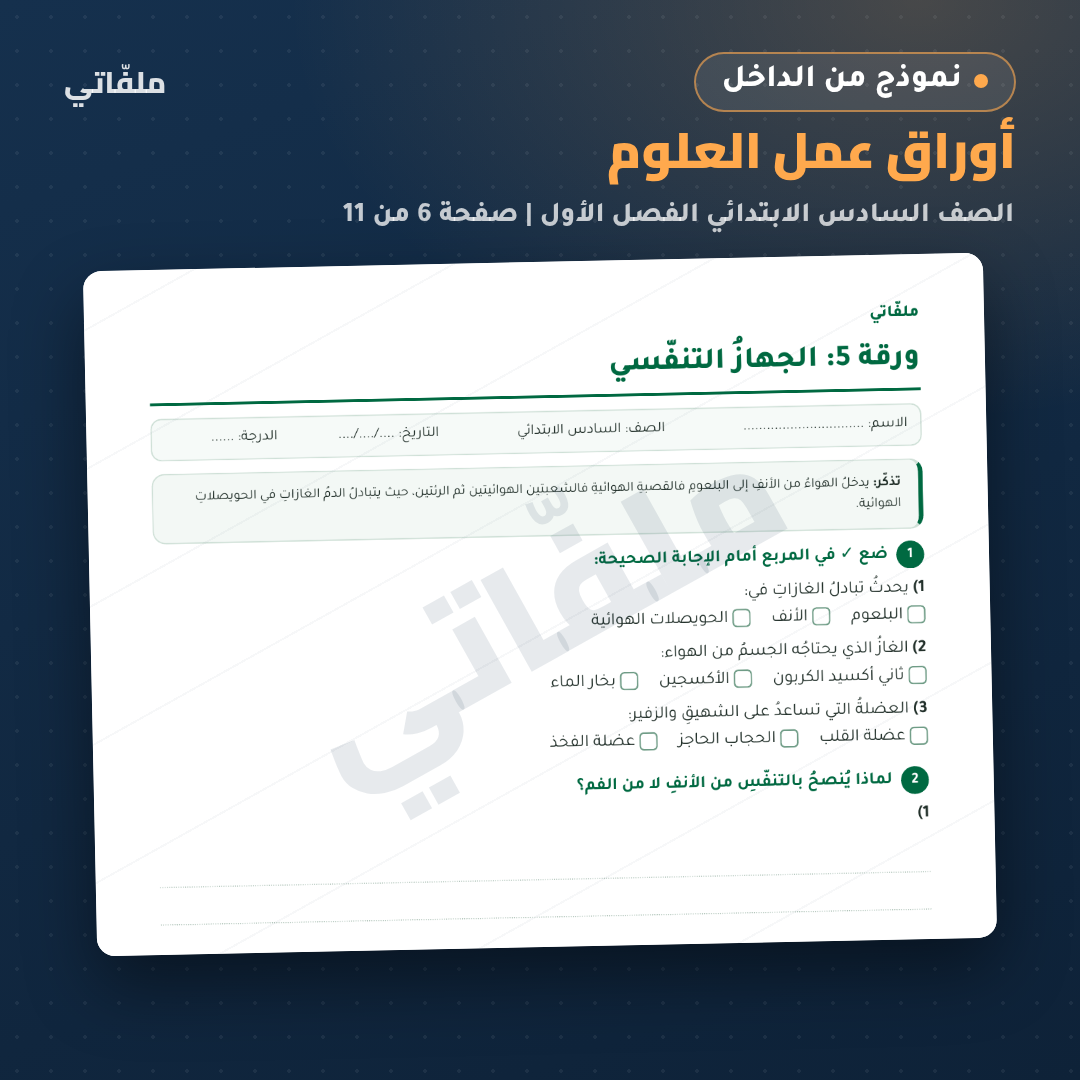 نموذج من الداخل
ملفّاتي
أوراق عمل العلوم
الصف السادس الابتدائي الفصل الأول | صفحة 6 من 11
ملفّاتي
ورقة 5: الجهازُ التنفّسي
الاسم: .............................. الصف: السادس الابتدائي التاريخ: ..../..../.... الدرجة: ......
تذكّر: يدخلُ الهواءُ من الأنفِ إلى البلعومِ فالقصبةِ الهوائيةِ فالشعبتين الهوائيتين ثم الرئتين، حيث يتبادلُ الدمُ الغازاتِ في الحويصلاتِ
الهوائية.
1 ضع ✓ في المربع أمام الإجابة الصحيحة:
1) يحدثُ تبادلُ الغازاتِ في:
☐ البلعوم ☐ الأنف ☐ الحويصلات الهوائية
2) الغازُ الذي يحتاجُه الجسمُ من الهواء:
☐ ثاني أكسيد الكربون ☐ الأكسجين ☐ بخار الماء
3) العضلةُ التي تساعدُ على الشهيقِ والزفير:
☐ عضلة القلب ☐ الحجاب الحاجز ☐ عضلة الفخذ
2 لماذا يُنصحُ بالتنفّسِ من الأنفِ لا من الفم؟
1)
ملفّاتي